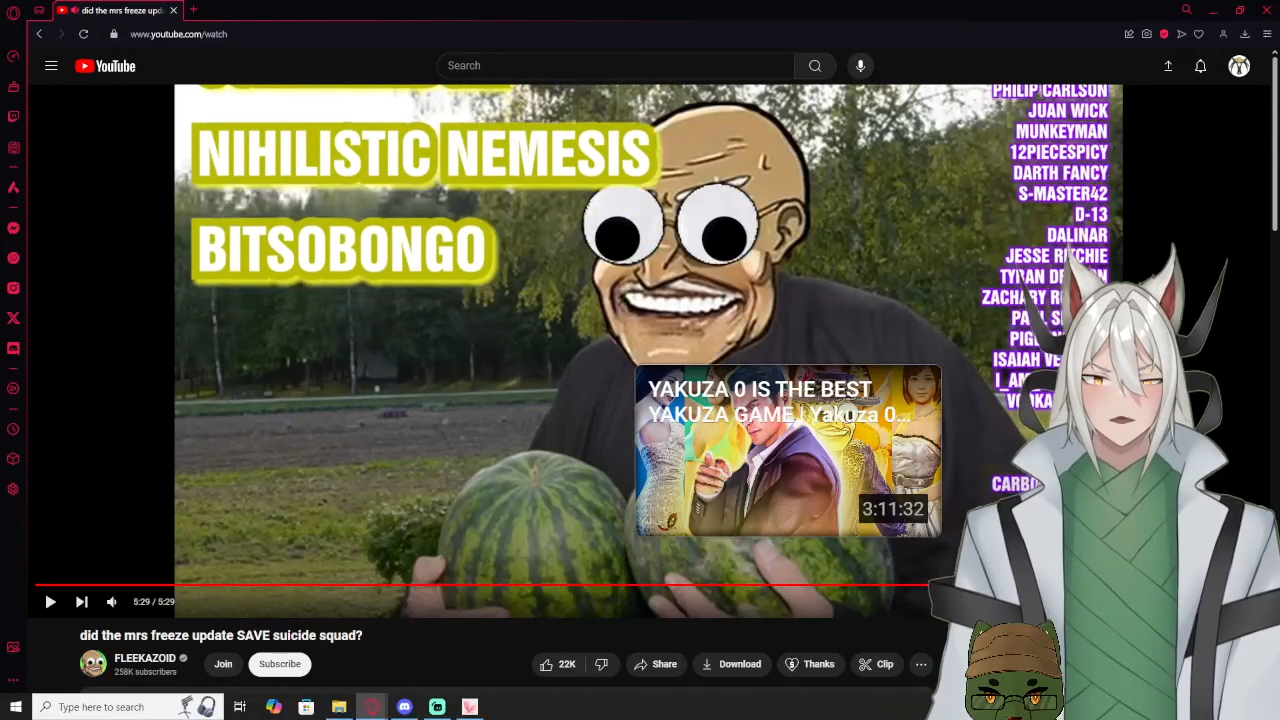 did the mrs freeze upd
www.youtube.com/watch
YouTube
Search
NIHILISTIC NEMESIS
BITSOBONGO
PHILIP CARLSON
JUAN WICK
MUNKEYMAN
12PIECESPICY
DARTH FANCY
S-MASTER42
D-13
DALINAR
JESSE RITCHIE
ZACHARY
YAKUZA 0 IS THE BEST
YAKUZA GAME | Yakuza 0...
3:11:32
5:29 / 5:29
did the mrs freeze update SAVE suicide squad?
FLEEKAZOID
258K subscribers
Join
Subscribe
22K
Share
Download
Thanks
Clip
Type here to search